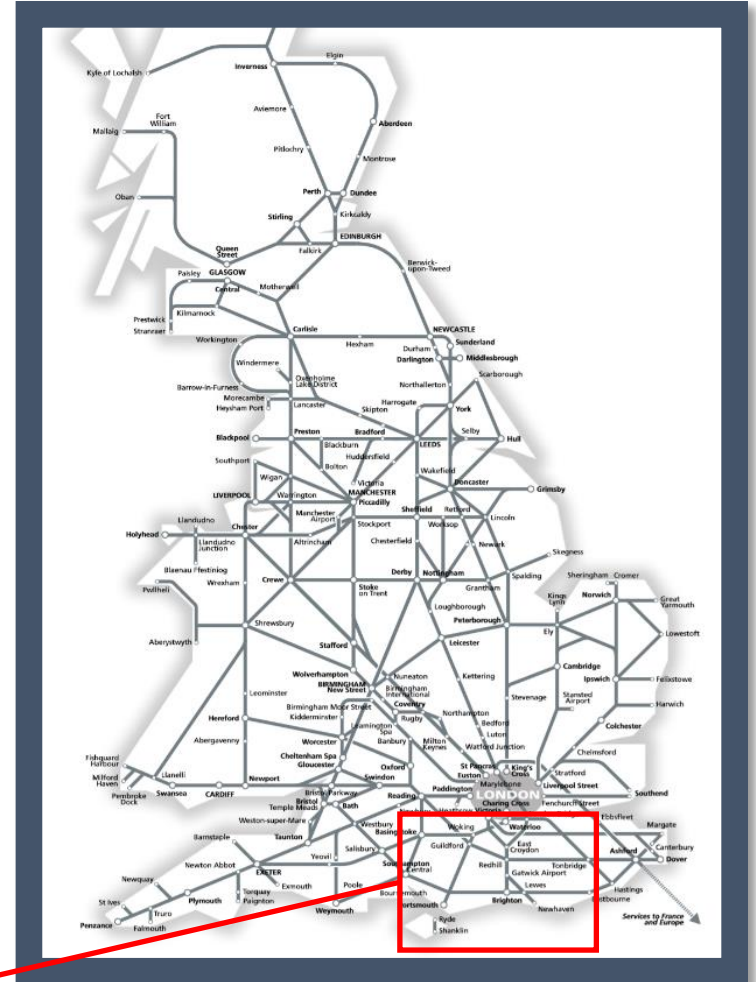 Elgin
Inverness
Kyle of Lochalsh
Aviemore
Fort
William
Aberdeen
Mallaig
Pitlochry
Montrose
Perth
Dundee
Oban
Stirling
Kirkcaldy
EDINBURGH
Queen
Street
Falkirk
Berwick-
upon-Tweed
Paisley
GLASGOW
Central
Motherwell
Prestwick
Kilmarnock
Stranraer
Carlisle
NEWCASTLE
Workington
Hexham
Sunderland
Durham
Darlington
Middlesbrough
Windermere
Scarborough
Oxenholme
Lake District
Northallerton
Barrow-in-Furness
Morecambe
Heysham Port
Lancaster
Harrogate
York
Skipton
Blackpool
Preston
Bradford
LEEDS
Selby
Hull
Blackburn
Huddersfield
Southport
Bolton
Wakefield
Wigan
Victoria
MANCHESTER
Piccadilly
Doncaster
Grimsby
LIVERPOOL
Warrington
Manchester
Airport
Sheffield
Retford
Llandudno
Stockport
Worksop
Lincoln
Holyhead
Chester
Llandudno
Junction
Altrincham
Chesterfield
Newark
Blaenau Ffestiniog
Skegness
Pwllheli
Wrexham
Crewe
Stoke
on Trent
Derby
Nottingham
Grantham
Spalding
Sheringham
Cromer
Kings
Lynn
Norwich
Great
Yarmouth
Loughborough
Peterborough
Shrewsbury
Ely
Lowestoft
Aberystwyth
Stafford
Leicester
Wolverhampton
Nuneaton
Kettering
Cambridge
BIRMINGHAM
New Street
Birmingham
International
Ipswich
Felixstowe
Leominster
Stevenage
Stansted
Airport
Birmingham Moor Street
Coventry
Harwich
Hereford
Kidderminster
Rugby
Northampton
Leamington
Spa
Bedford
Colchester
Abergavenny
Worcester
Banbury
Milton
Keynes
Luton
Fishguard
Harbour
Cheltenham Spa
Watford Junction
Chelmsford
Milford
Haven
Llanelli
Gloucester
Oxford
St Pancras
King's
Cross
Stratford
Pembroke
Dock
Swansea
CARDIFF
Newport
Swindon
Euston
Marylebone
Liverpool Street
Bristol Parkway
Paddington
LONDON
Southend
Bristol
Temple Meads
Bath
Reading
Charing Cross
Fenchurch Street
Heathrow
Victoria
Ebbsfleet
Weston-super-Mare
Westbury
Basingstoke
Woking
Waterloo
Margate
Barnstaple
Taunton
Salisbury
Guildford
East
Croydon
Canterbury
Yeovil
Redhill
Tonbridge
Ashford
Dover
Newton Abbot
EXETER
Southampton
Central
Gatwick Airport
Newquay
Exmouth
Poole
Lewes
Hastings
St Ives
Plymouth
Torquay
Paignton
Bournemouth
Portsmouth
Brighton
Eastbourne
Truro
Weymouth
Newhaven
Penzance
Falmouth
Ryde
Shanklin
Services to France
and Europe